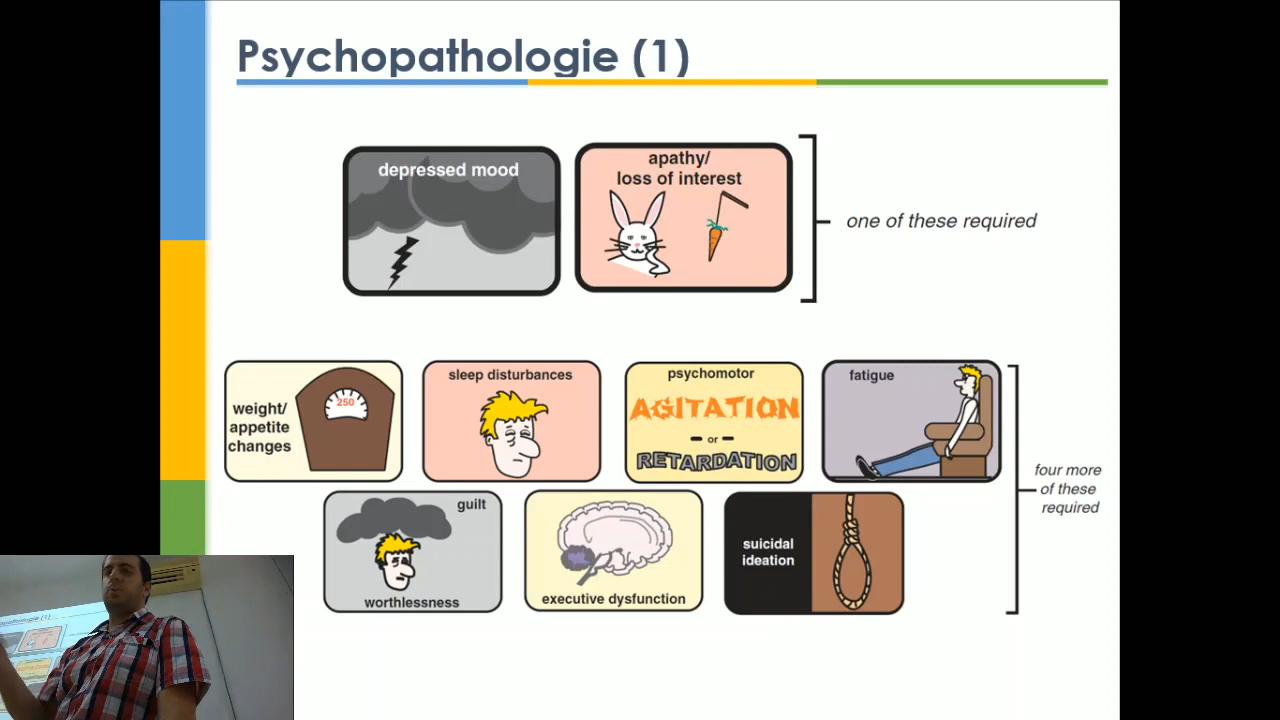 Psychopathologie (1)
depressed mood
apathy/
loss of interest
one of these required
weight/
appetite
changes
250
sleep disturbances
psychomotor
AGITATION
or
RETARDATION
fatigue
four more
of these
required
guilt
worthlessness
executive dysfunction
suicidal
ideation